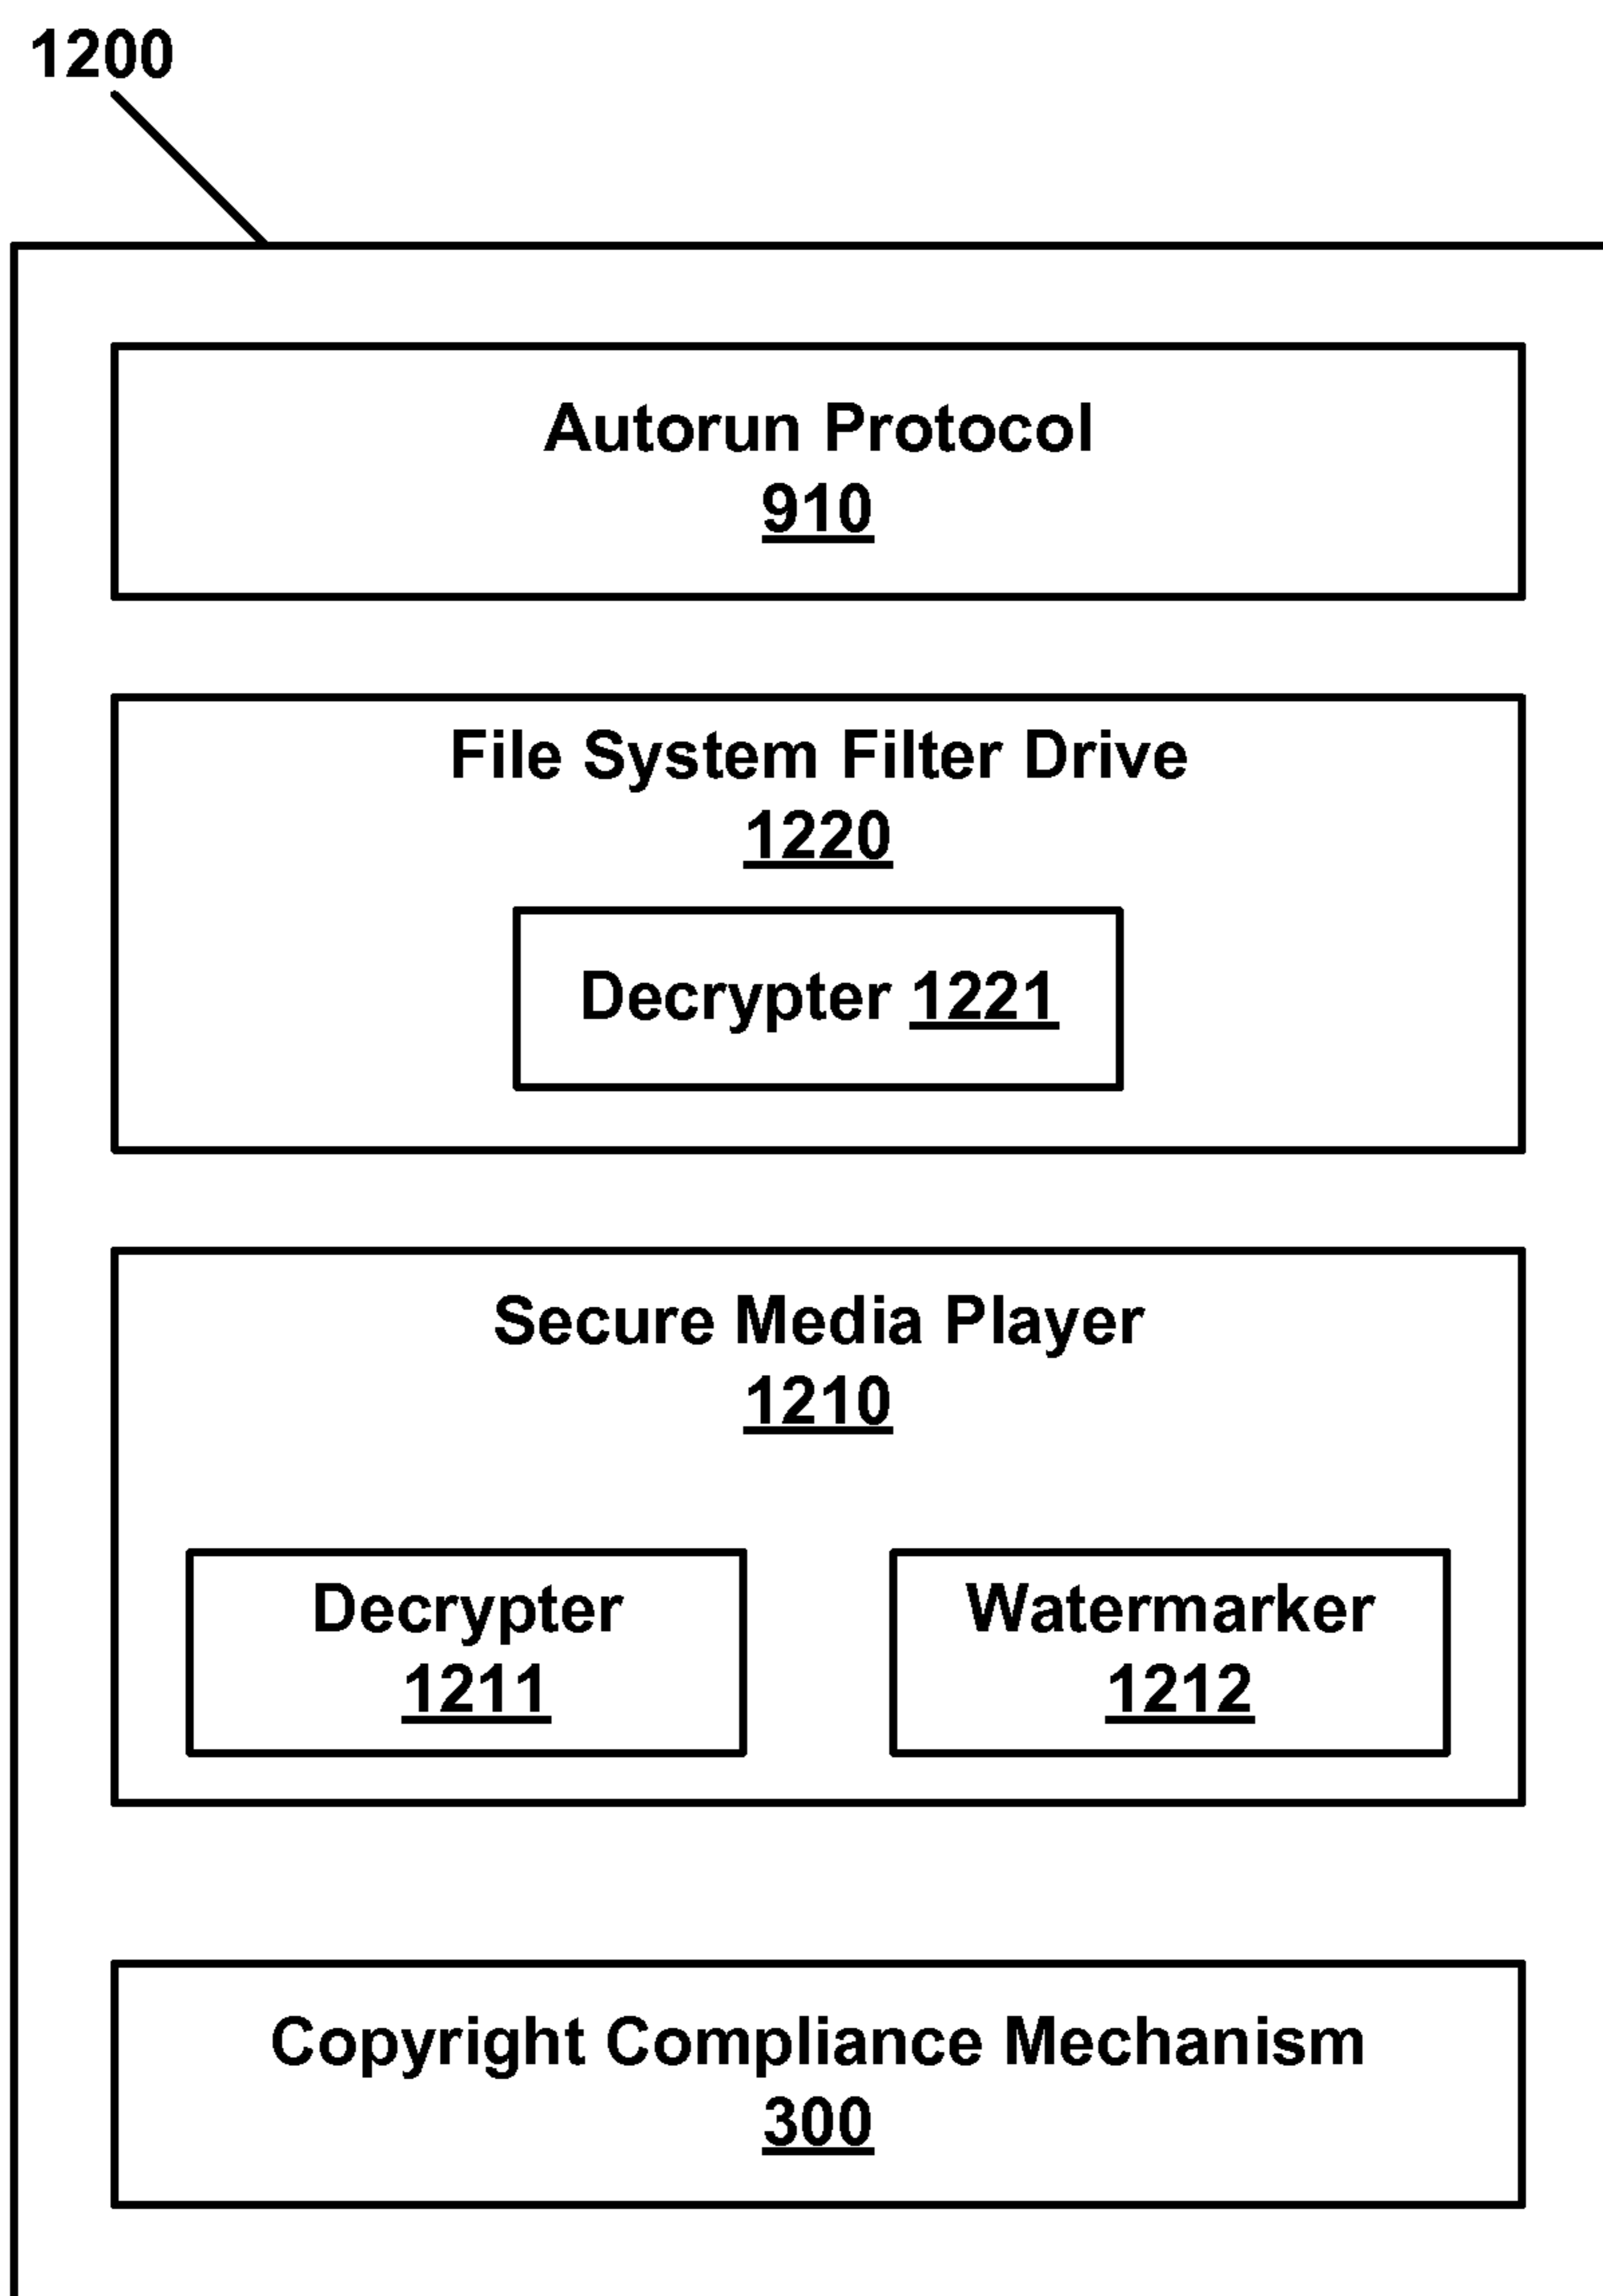 1200
Autorun Protocol
910
File System Filter Drive
1220
Decrypter 1221
Secure Media Player
1210
Decrypter
1211
Watermarker
1212
Copyright Compliance Mechanism
300